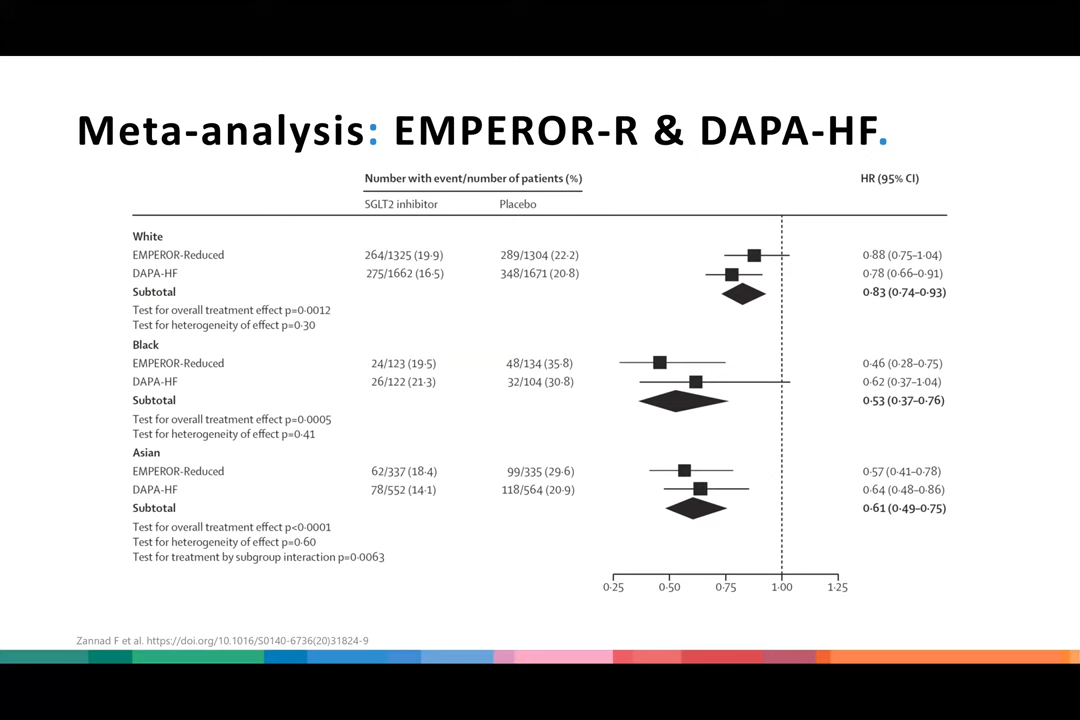 Meta-analysis: EMPEROR-R & DAPA-HF.
Number with event/number of patients (%) HR (95% CI)
SGLT2 inhibitor Placebo
White
EMPEROR-Reduced 264/1325 (19·9) 289/1304 (22·2) 0·88 (0·75–1·04)
DAPA-HF 275/1662 (16·5) 348/1671 (20·8) 0·78 (0·66–0·91)
Subtotal 0·83 (0·74–0·93)
Test for overall treatment effect p=0·0012
Test for heterogeneity of effect p=0·30
Black
EMPEROR-Reduced 24/123 (19·5) 48/134 (35·8) 0·46 (0·28–0·75)
DAPA-HF 26/122 (21·3) 32/104 (30·8) 0·62 (0·37–1·04)
Subtotal 0·53 (0·37–0·76)
Test for overall treatment effect p=0·0005
Test for heterogeneity of effect p=0·41
Asian
EMPEROR-Reduced 62/337 (18·4) 99/335 (29·6) 0·57 (0·41–0·78)
DAPA-HF 78/552 (14·1) 118/564 (20·9) 0·64 (0·48–0·86)
Subtotal 0·61 (0·49–0·75)
Test for overall treatment effect p<0·0001
Test for heterogeneity of effect p=0·60
Test for treatment by subgroup interaction p=0·0063
0·25 0·50 0·75 1·00 1·25
Zannad F et al. https://doi.org/10.1016/S0140-6736(20)31824-9